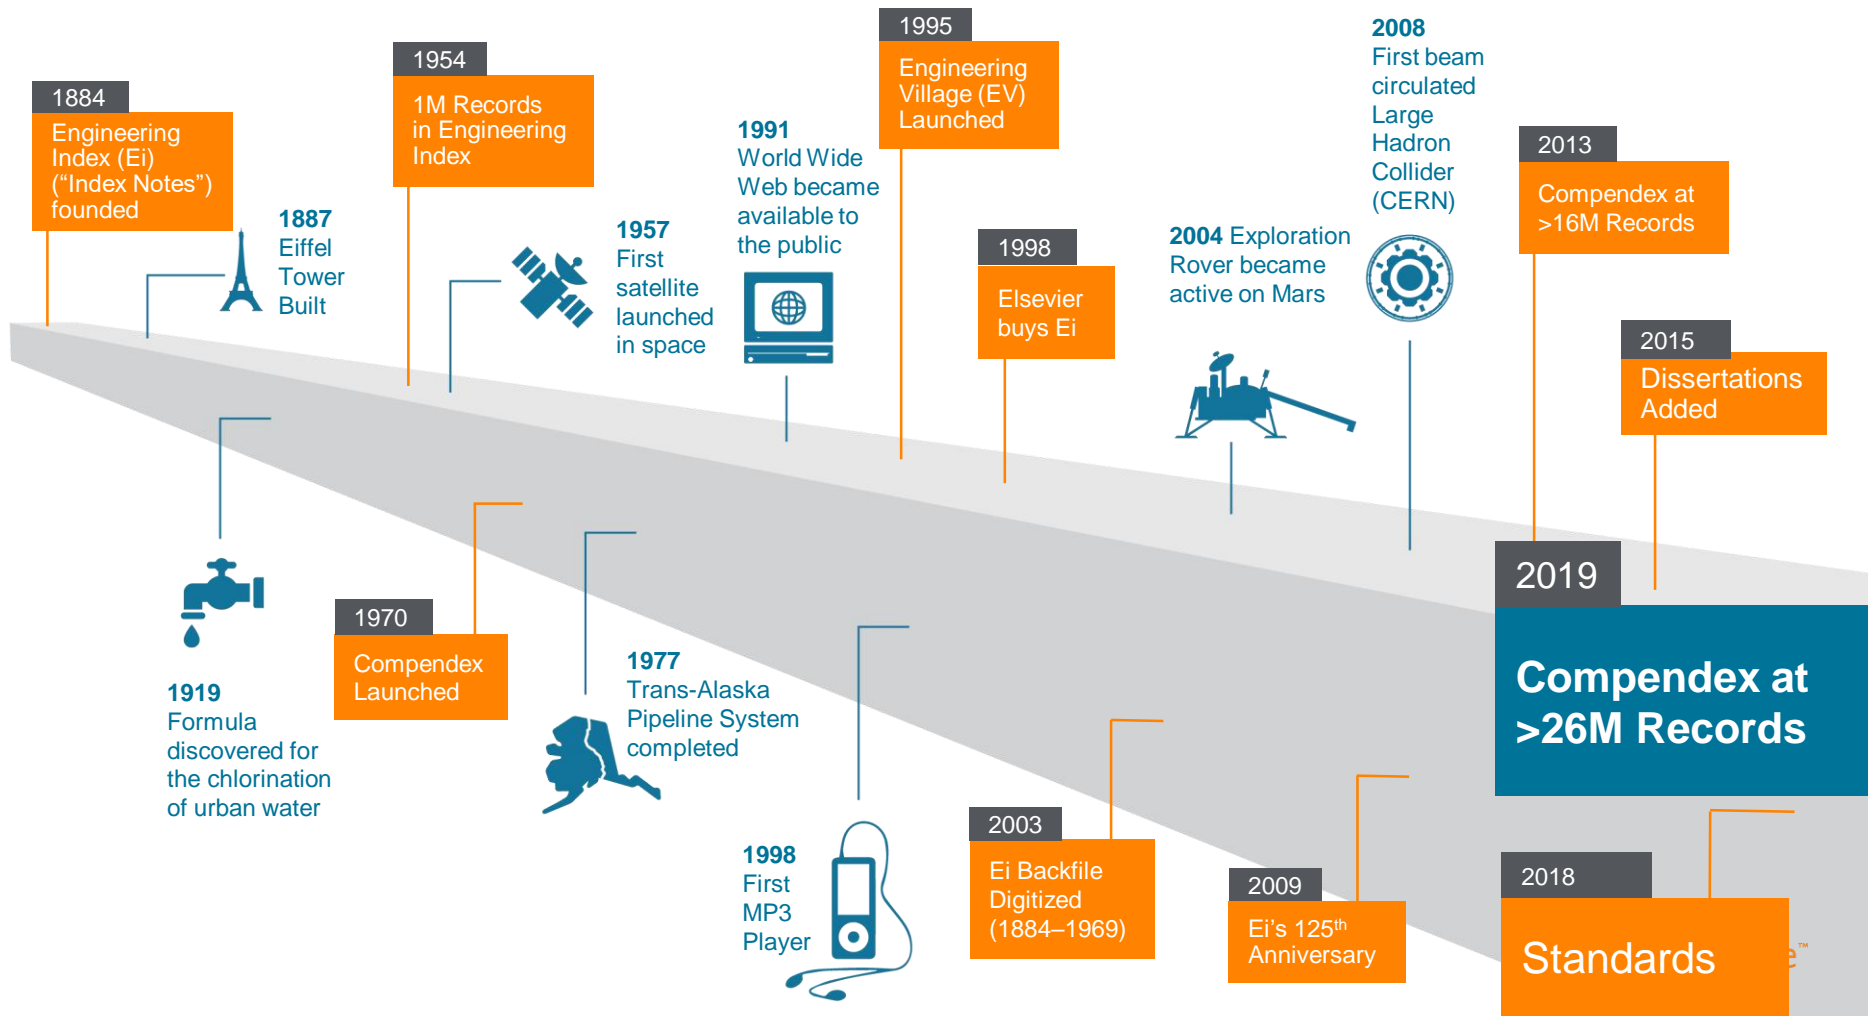 1884
Engineering
Index (Ei)
(“Index Notes”)
founded
1887
Eiffel
Tower
Built
1919
Formula
discovered for
the chlorination
of urban water
1954
1M Records
in Engineering
Index
1957
First
satellite
launched
in space
1970
Compendex
Launched
1977
Trans-Alaska
Pipeline System
completed
1991
World Wide
Web became
available to
the public
1995
Engineering
Village (EV)
Launched
1998
Elsevier
buys Ei
1998
First
MP3
Player
2003
Ei Backfile
Digitized
(1884–1969)
2004 Exploration
Rover became
active on Mars
2008
First beam
circulated
Large
Hadron
Collider
(CERN)
2009
Ei’s 125th
Anniversary
2013
Compendex at
>16M Records
2015
Dissertations
Added
2018
Standards
e™
2019
Compendex at
>26M Records